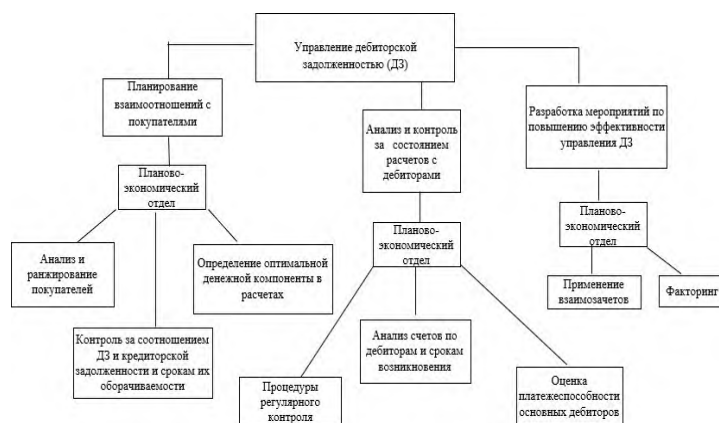 Управление дебиторской
задолженностью (ДЗ)
Планирование
взаимоотношений с
покупателями
Анализ и контроль
за состоянием
расчетов с
дебиторами
Разработка мероприятий по
повышению эффективности
управления ДЗ
Планово-
экономический
отдел
Планово-
экономический
отдел
Планово-
экономический
отдел
Анализ и
ранжирование
покупателей
Определение оптимальной
денежной компоненты в
расчетах
Применение
взаимозачетов
Факторинг
Контроль за соотношением
ДЗ и кредиторской
задолженности и срокам их
оборачиваемости
Анализ счетов по
дебиторам и срокам
возникновения
Процедуры
регулярного
контроля
Оценка
платежеспособности
основных дебиторов